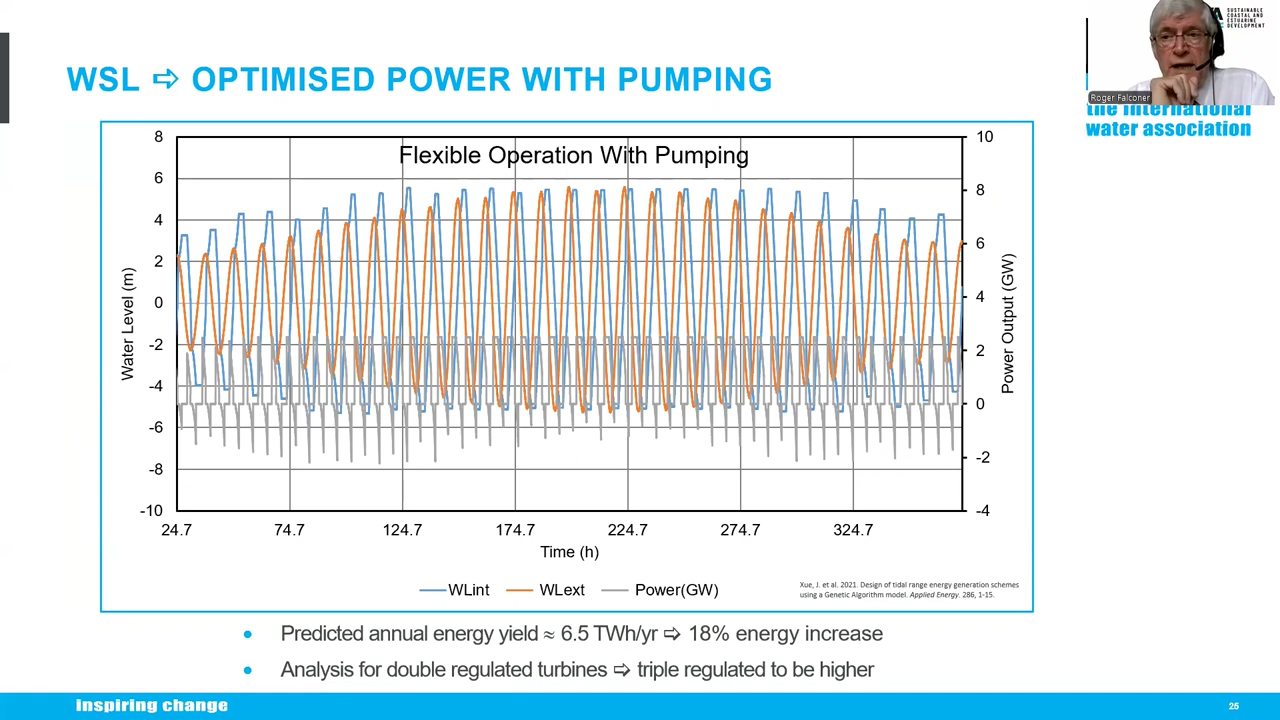 SUSTAINABLE
COASTAL AND
ESTUARINE
DEVELOPMENT
Roger Falconer
the international
water association
WSL ⇨ OPTIMISED POWER WITH PUMPING
Flexible Operation With Pumping
8
6
4
2
0
-2
-4
-6
-8
-10
Water Level (m)
10
8
6
4
2
0
-2
-4
Power Output (GW)
24.7 74.7 124.7 174.7 224.7 274.7 324.7
Time (h)
WLint WLext Power(GW)
Xue, J. et al. 2021. Design of tidal range energy generation schemes
using a Genetic Algorithm model. Applied Energy. 286, 1-15.
• Predicted annual energy yield ≈ 6.5 TWh/yr ⇨ 18% energy increase
• Analysis for double regulated turbines ⇨ triple regulated to be higher
inspiring change
25